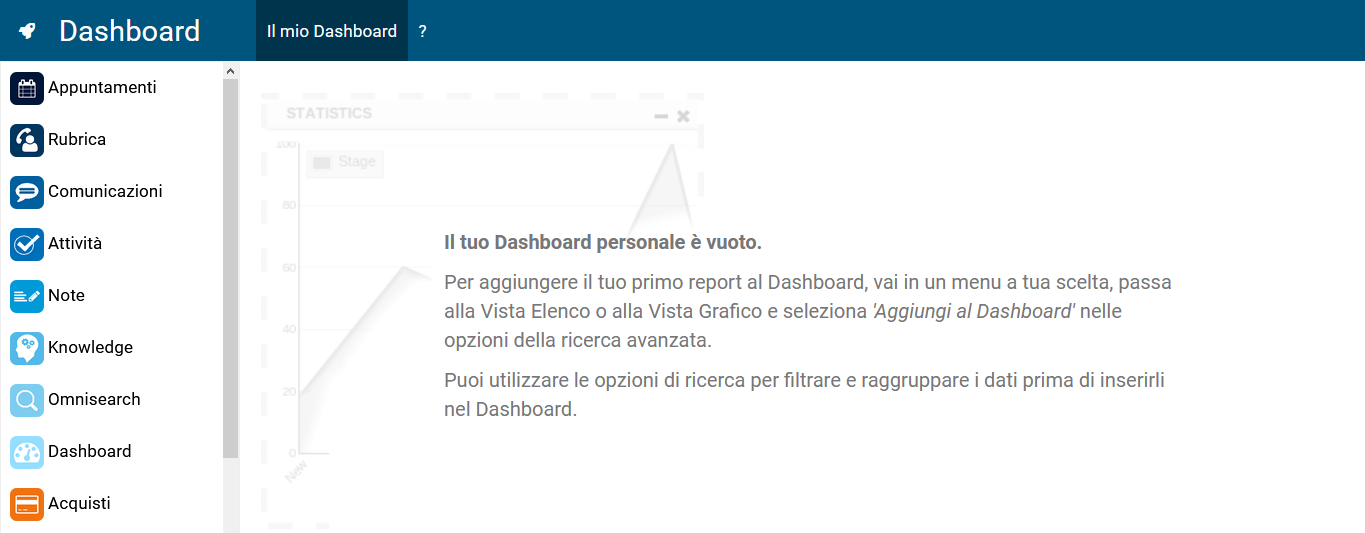 Dashboard
Il mio Dashboard
?
Appuntamenti
Rubrica
Comunicazioni
Attività
Note
Knowledge
Omnisearch
Dashboard
Acquisti
STATISTICS
100
Stage
80
60
40
20
0
New
Il tuo Dashboard personale è vuoto.
Per aggiungere il tuo primo report al Dashboard, vai in un menu a tua scelta, passa
alla Vista Elenco o alla Vista Grafico e seleziona 'Aggiungi al Dashboard' nelle
opzioni della ricerca avanzata.
Puoi utilizzare le opzioni di ricerca per filtrare e raggruppare i dati prima di inserirli
nel Dashboard.